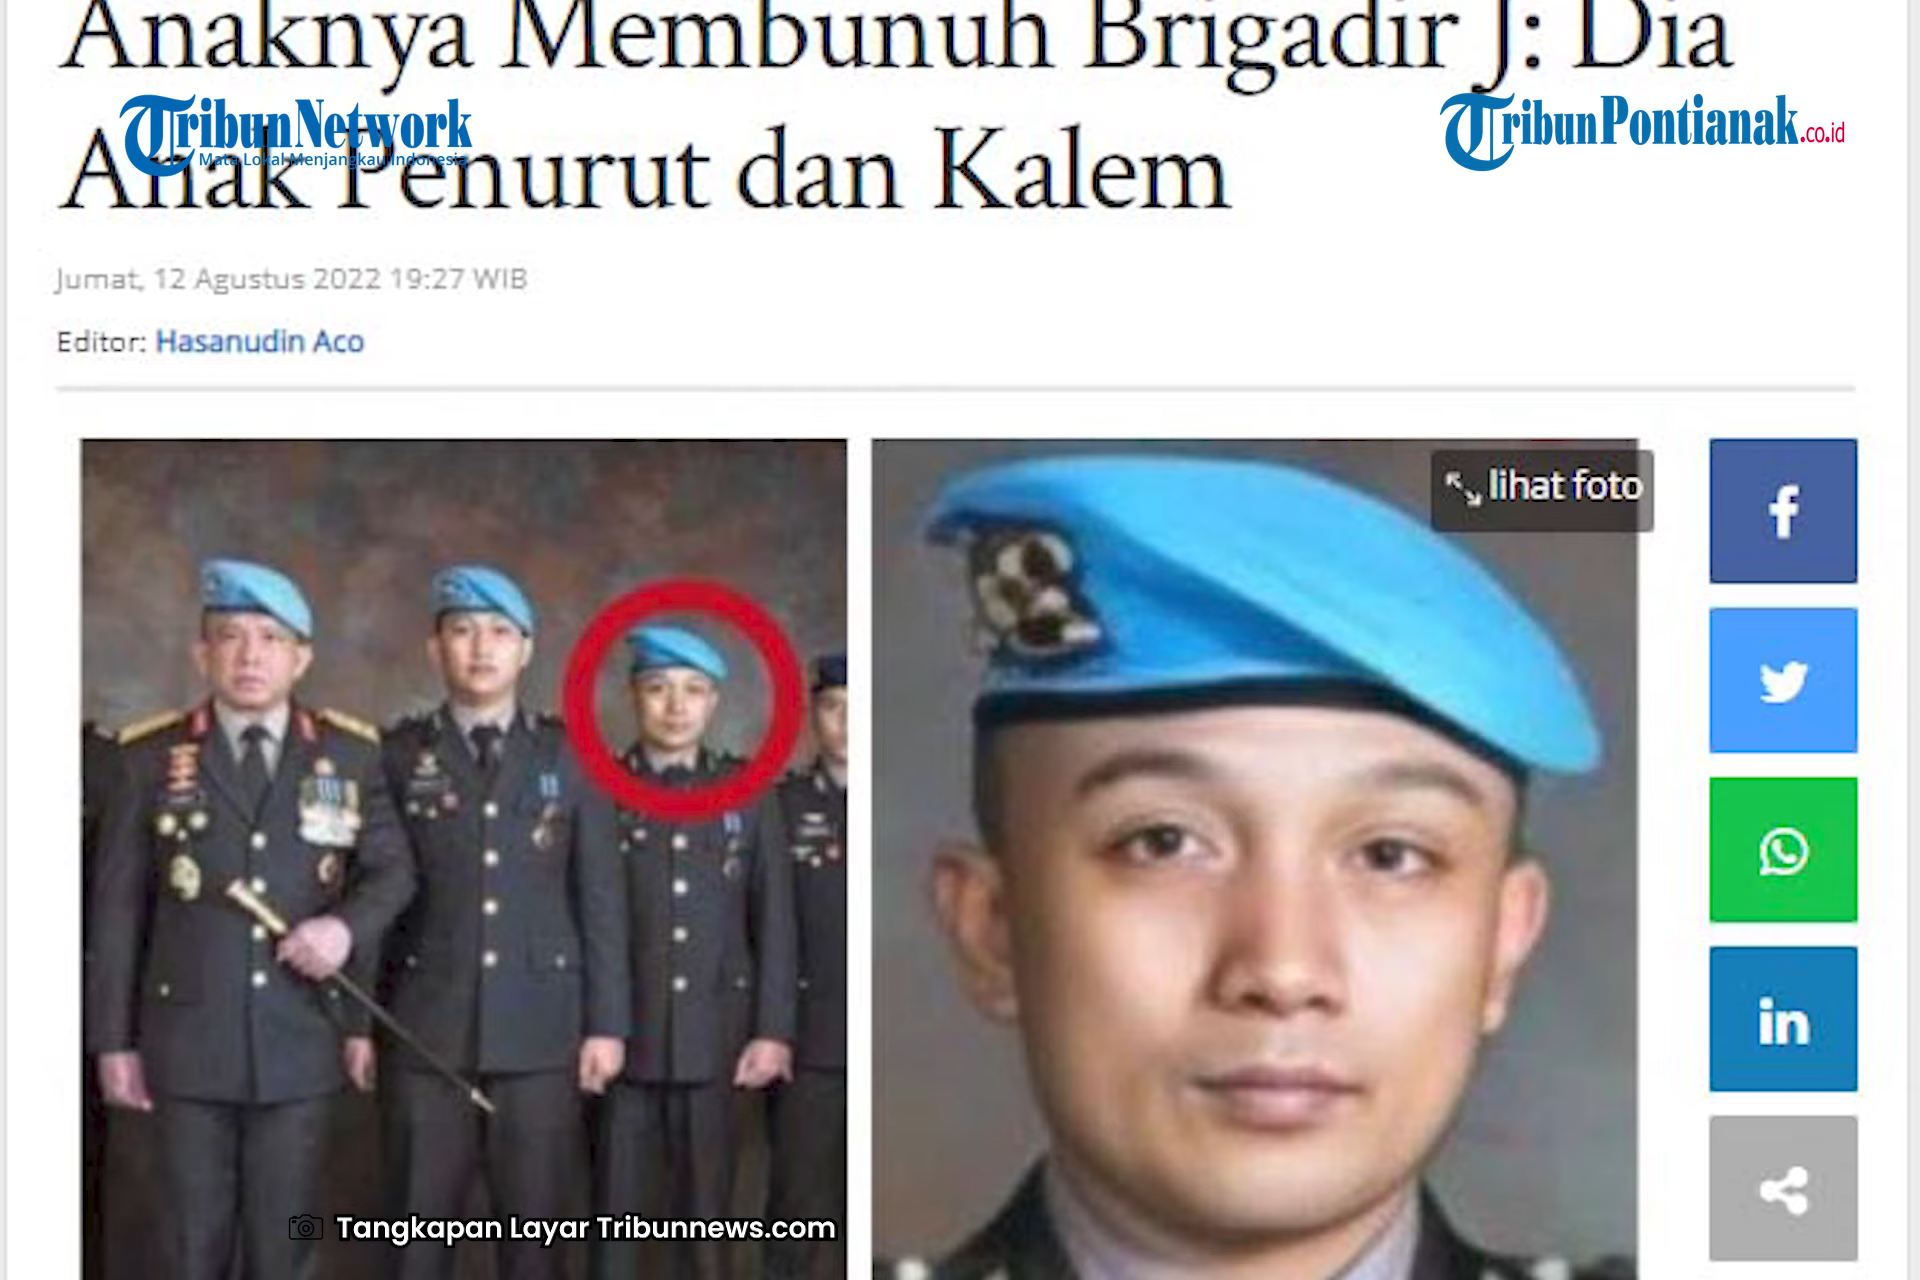 Anaknya Membunuh Brigadir J: Dia
TribunNetwork
Mata Lokal Menjangkau Indonesia
TribunPontianak.co.id
Anak Penurut dan Kalem
Jumat, 12 Agustus 2022 19:27 WIB
Editor: Hasanudin Aco
lihat foto
f
in
Tangkapan Layar Tribunnews.com